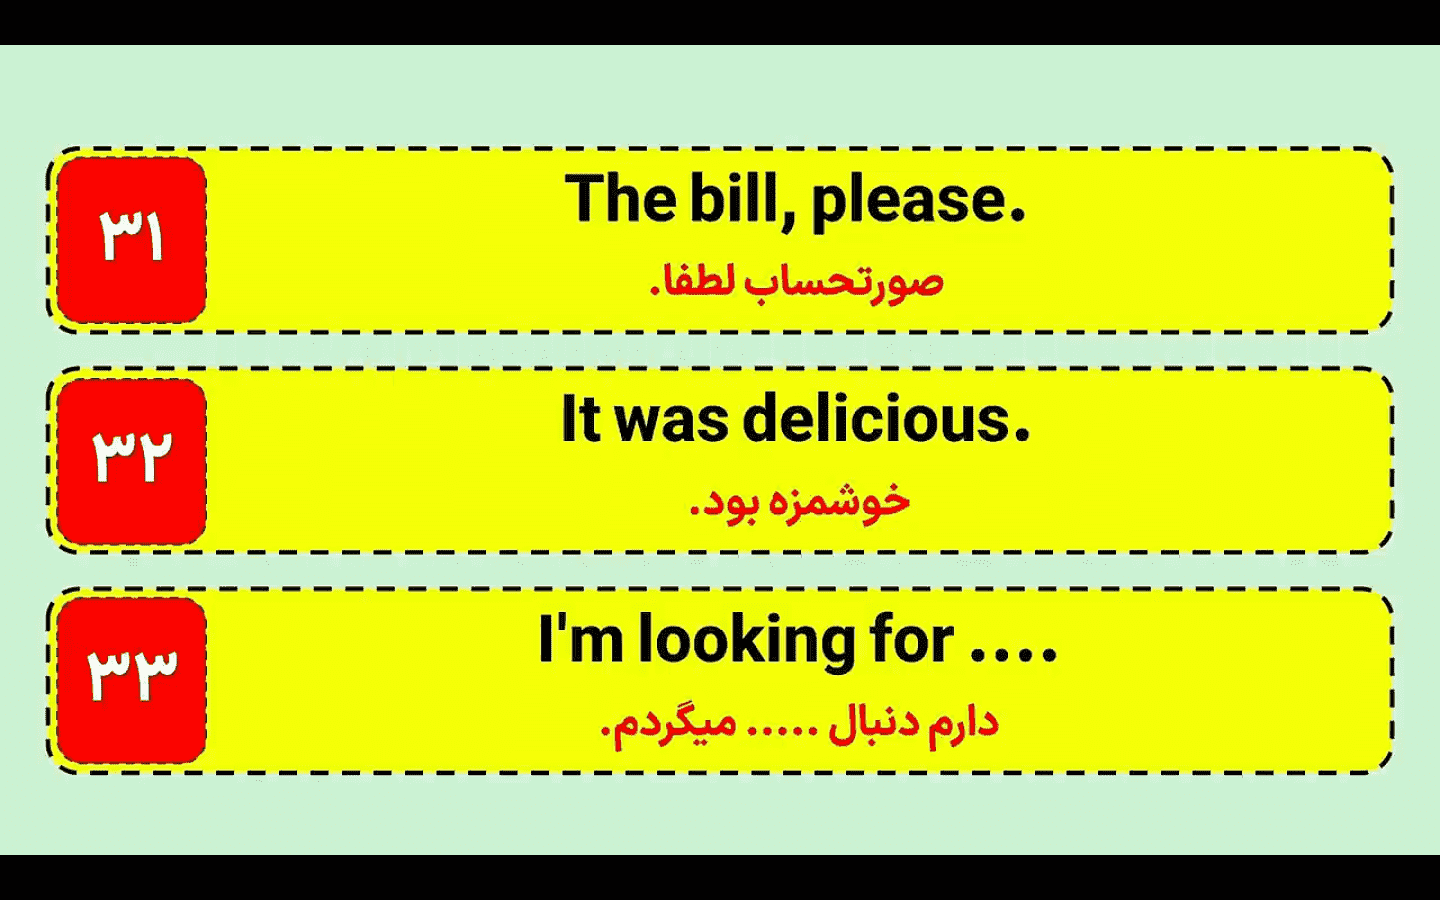 ۳۱
The bill, please.
صورتحساب لطفا.
۳۲
It was delicious.
خوشمزه بود.
۳۳
I'm looking for ....
دارم دنبال ..... میگردم.